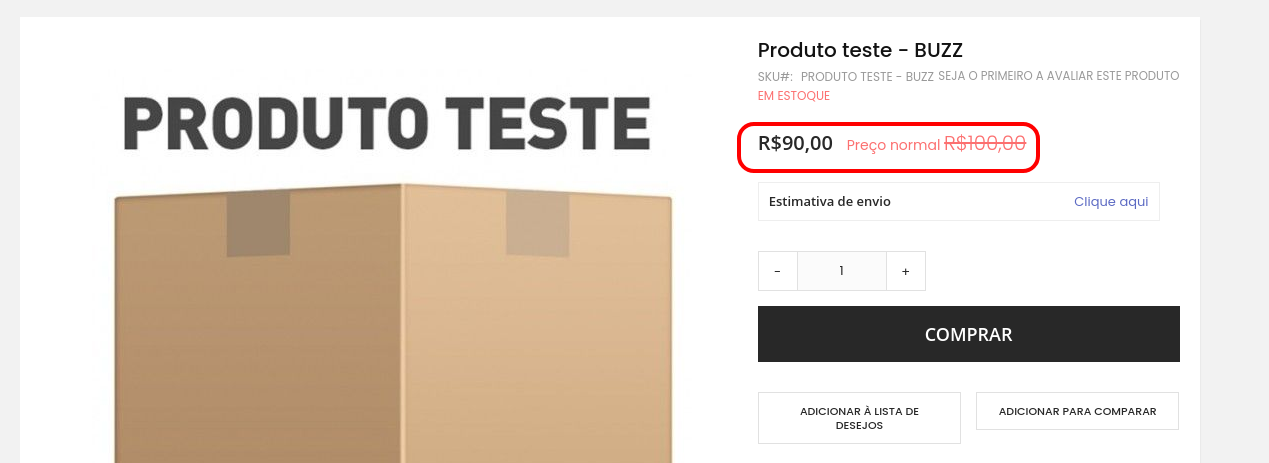 PRODUTO TESTE
Produto teste - BUZZ
SKU#: PRODUTO TESTE - BUZZ SEJA O PRIMEIRO A AVALIAR ESTE PRODUTO
EM ESTOQUE
R$90,00 Preço normal R$100,00
Estimativa de envio Clique aqui
- 1 +
COMPRAR
ADICIONAR À LISTA DE
DESEJOS
ADICIONAR PARA COMPARAR